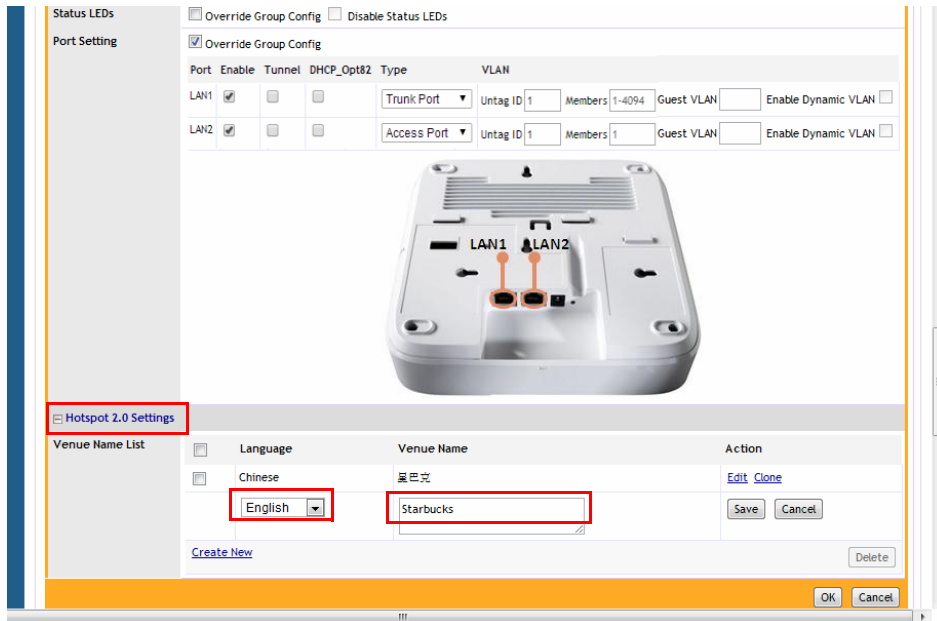 Status LEDs
Override Group Config Disable Status LEDs
Port Setting
Override Group Config
Port Enable Tunnel DHCP_Opt82 Type VLAN
LAN1 Trunk Port Untag ID 1 Members 1-4094 Guest VLAN Enable Dynamic VLAN
LAN2 Access Port Untag ID 1 Members 1 Guest VLAN Enable Dynamic VLAN
LAN1 LAN2
Hotspot 2.0 Settings
Venue Name List
Language Venue Name Action
Chinese 星巴克 Edit Clone
English Starbucks Save Cancel
Create New
Delete
OK Cancel